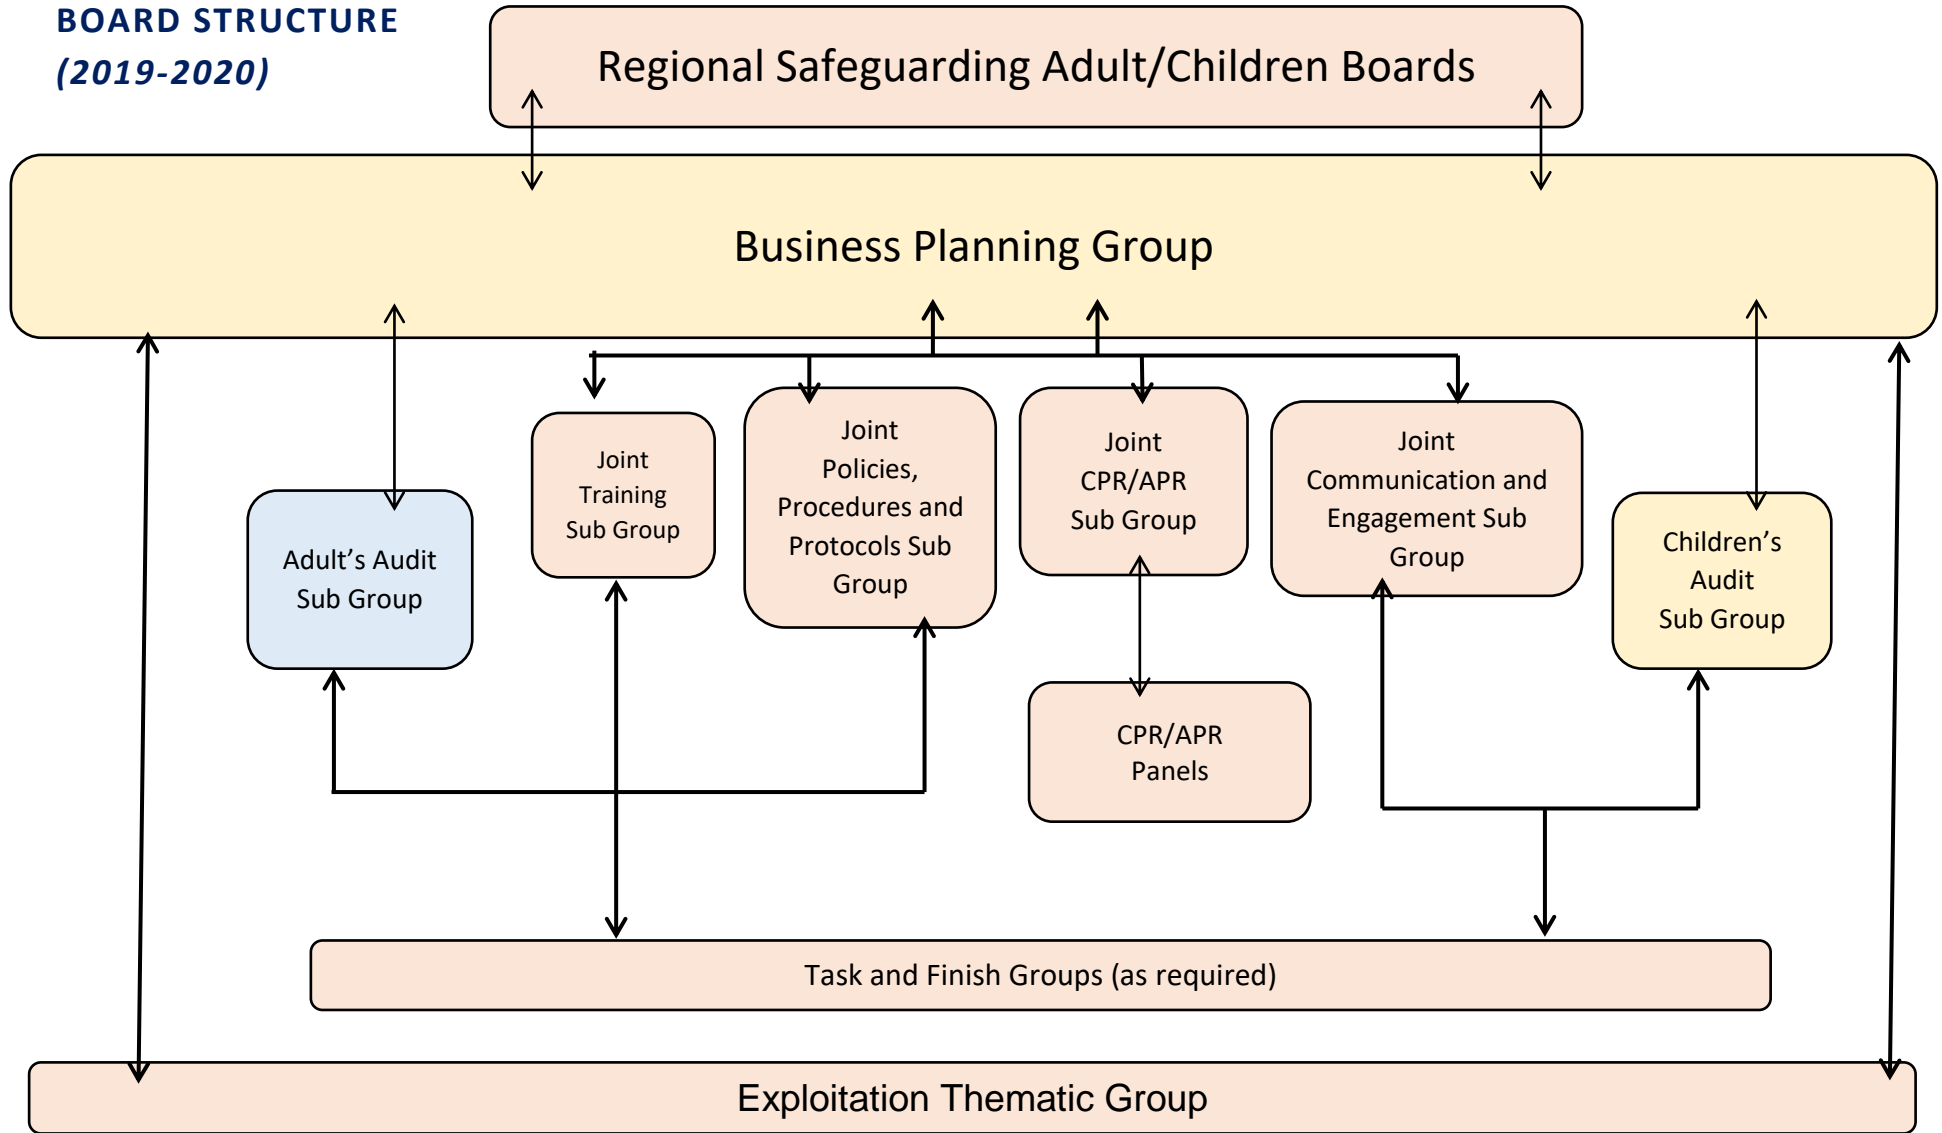 BOARD STRUCTURE
(2019-2020)
Regional Safeguarding Adult/Children Boards
Business Planning Group
Adult’s Audit
Sub Group
Joint
Training
Sub Group
Joint
Policies,
Procedures and
Protocols Sub
Group
Joint
CPR/APR
Sub Group
Joint
Communication and
Engagement Sub
Group
Children’s
Audit
Sub Group
CPR/APR
Panels
Task and Finish Groups (as required)
Exploitation Thematic Group